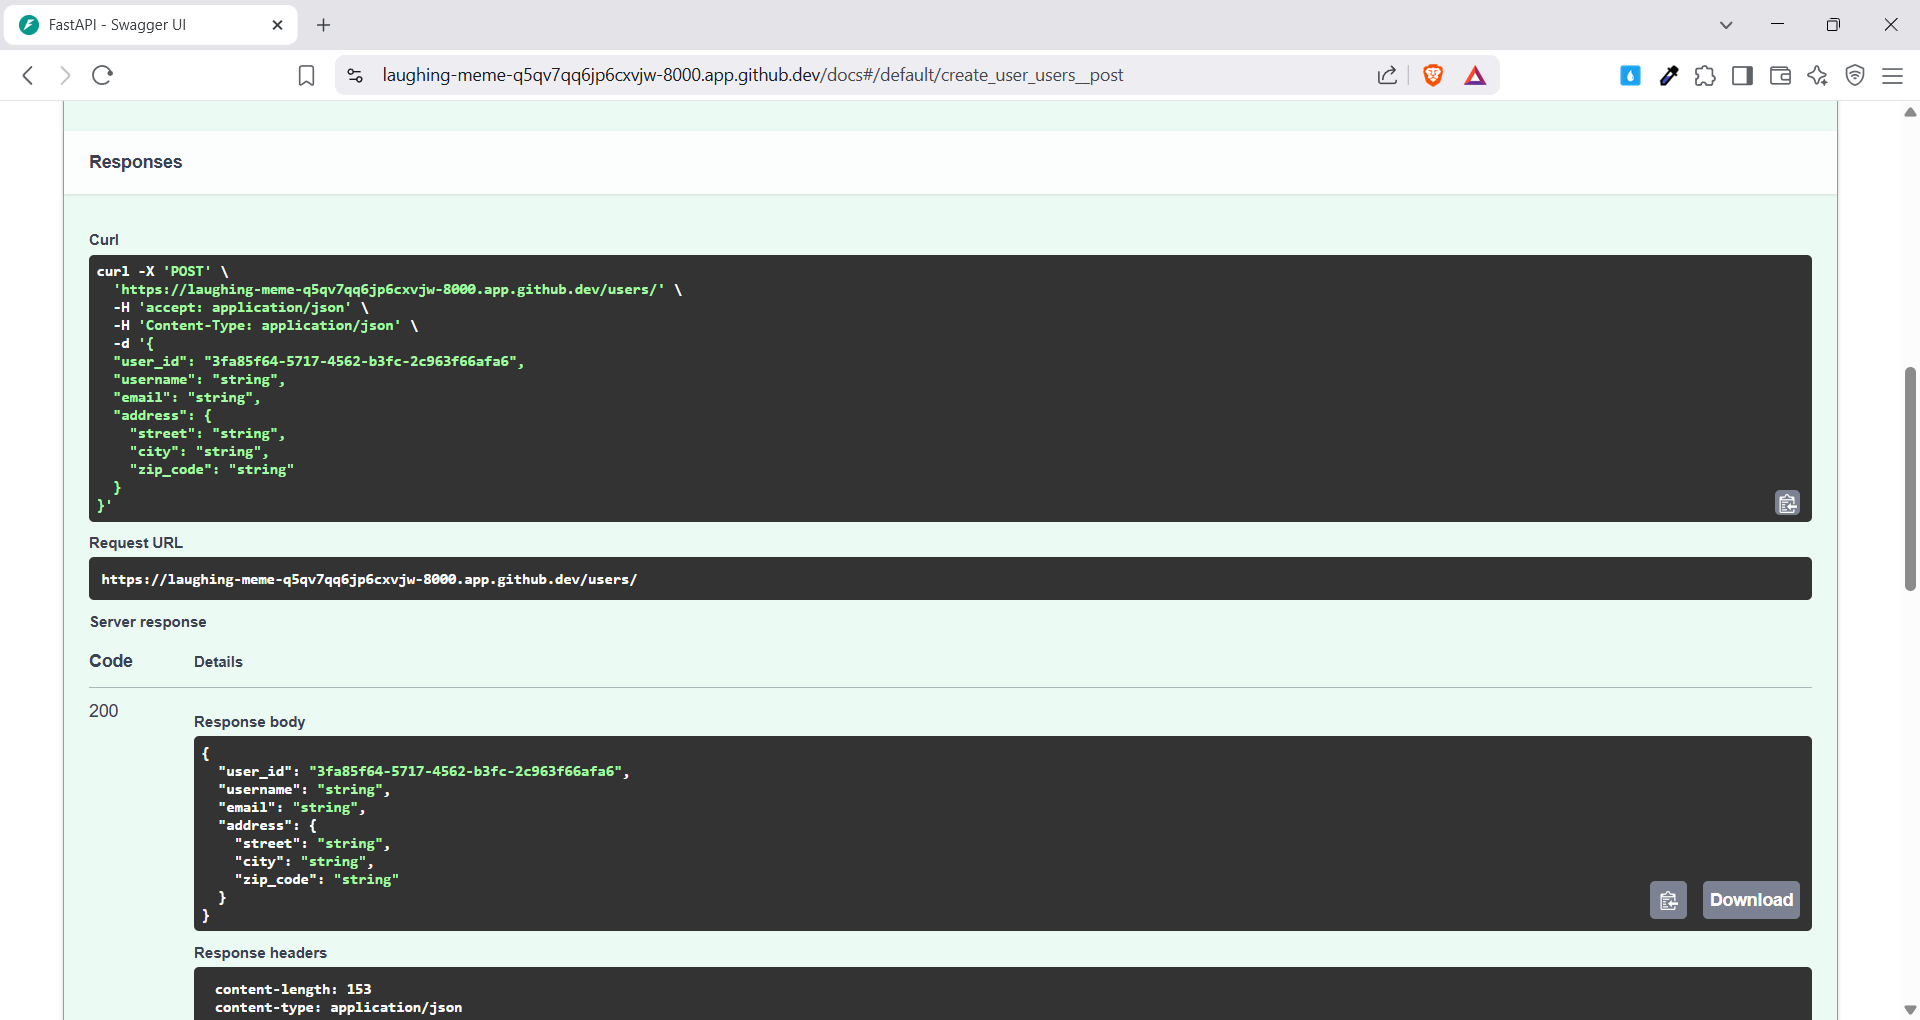 FastAPI - Swagger UI
laughing-meme-q5qv7qq6jp6cxvjw-8000.app.github.dev/docs#/default/create_user_users__post
Responses
Curl
curl -X 'POST' \
  'https://laughing-meme-q5qv7qq6jp6cxvjw-8000.app.github.dev/users/' \
  -H 'accept: application/json' \
  -H 'Content-Type: application/json' \
  -d '{
  "user_id": "3fa85f64-5717-4562-b3fc-2c963f66afa6",
  "username": "string",
  "email": "string",
  "address": {
    "street": "string",
    "city": "string",
    "zip_code": "string"
  }
}'
Request URL
https://laughing-meme-q5qv7qq6jp6cxvjw-8000.app.github.dev/users/
Server response
Code Details
200
Response body
{
  "user_id": "3fa85f64-5717-4562-b3fc-2c963f66afa6",
  "username": "string",
  "email": "string",
  "address": {
    "street": "string",
    "city": "string",
    "zip_code": "string"
  }
}
Download
Response headers
content-length: 153
content-type: application/json